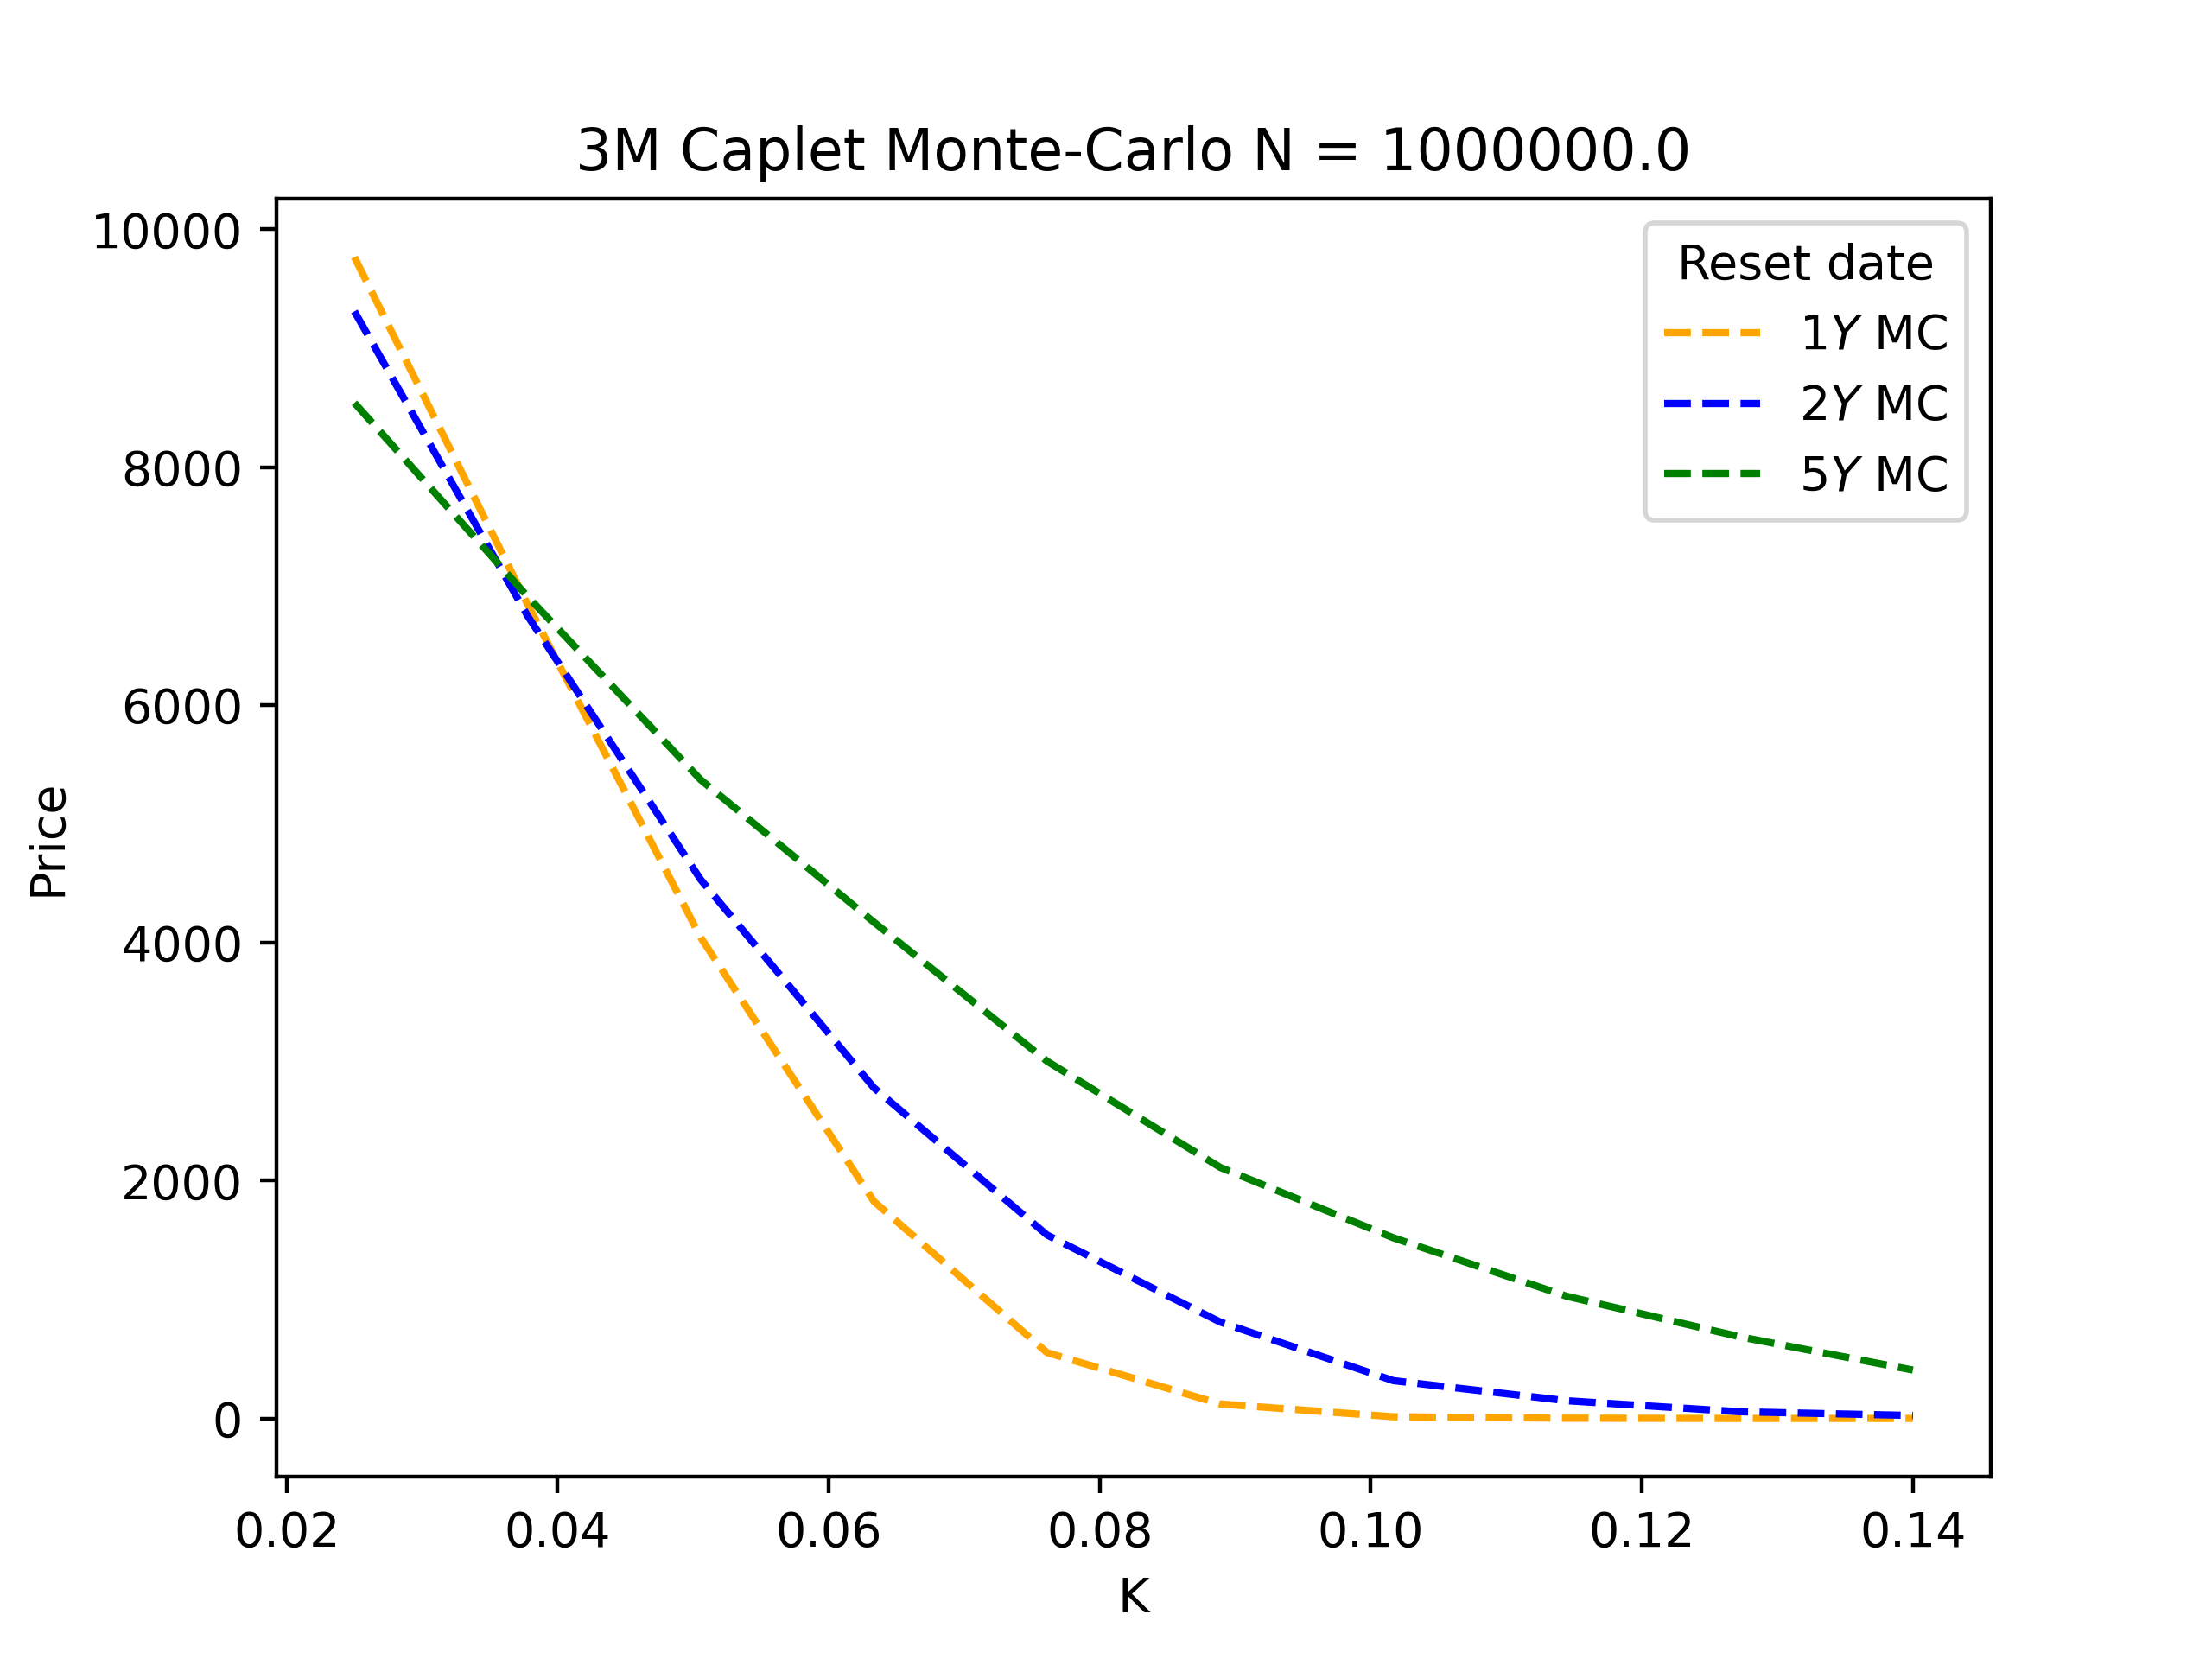 3M Caplet Monte-Carlo N = 1000000.0
Reset date
1Y MC
2Y MC
5Y MC
Price
10000
8000
6000
4000
2000
0
0.02 0.04 0.06 0.08 0.10 0.12 0.14
K